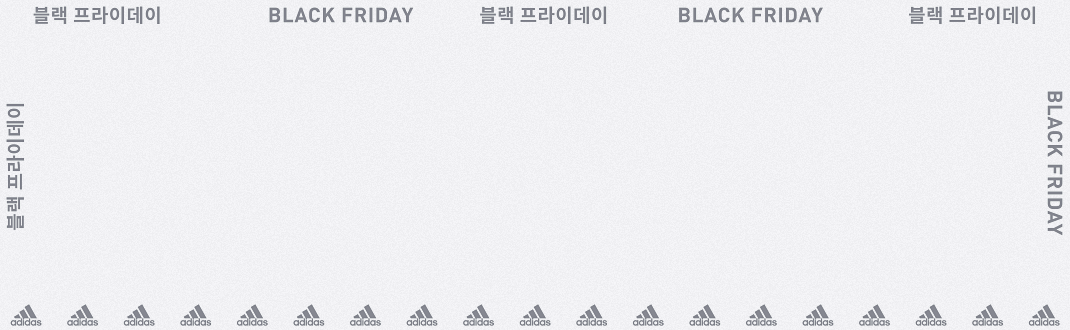 블랙 프라이데이 BLACK FRIDAY 블랙 프라이데이 BLACK FRIDAY 블랙 프라이데이
블랙 프라이데이
BLACK FRIDAY
adidas adidas adidas adidas adidas adidas adidas adidas adidas adidas adidas adidas adidas adidas adidas adidas adidas adidas adidas